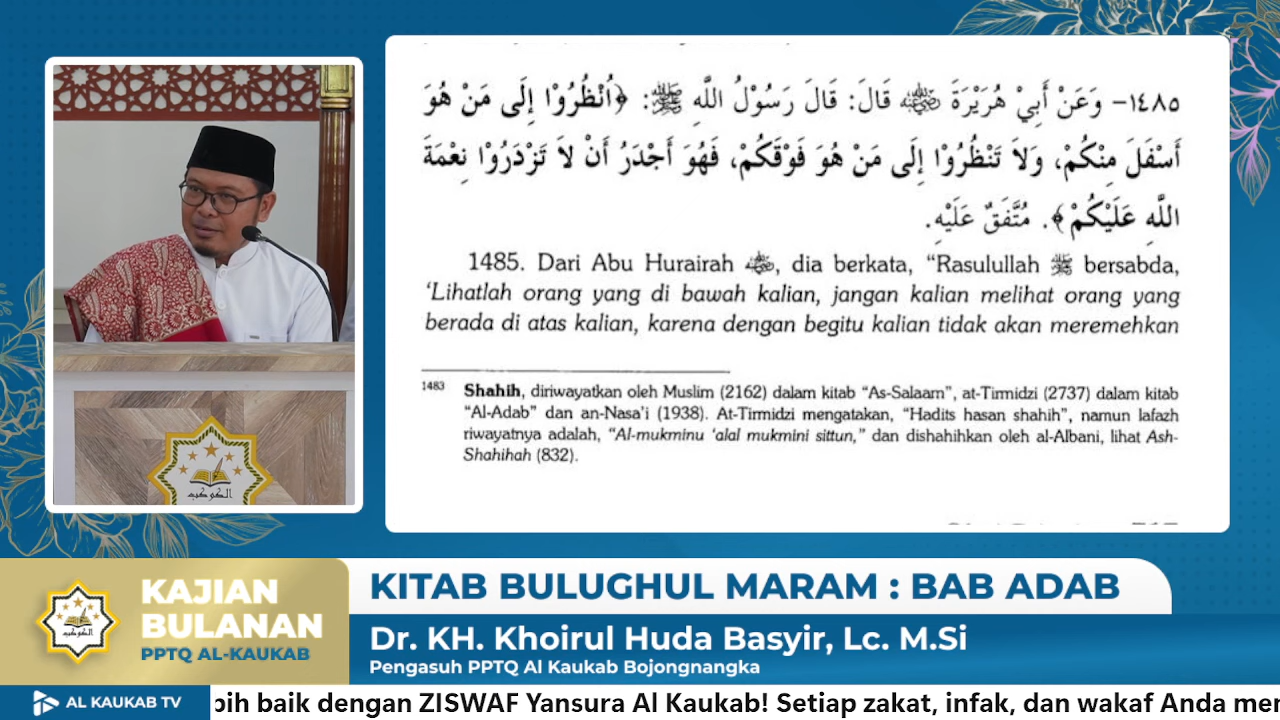 ١٤٨٥- وَعَنْ أَبِيْ هُرَيْرَةَ ﵁ قَالَ: قَالَ رَسُوْلُ اللَّهِ ﷺ: ﴿اُنْظُرُوْا إِلَى مَنْ هُوَ
أَسْفَلَ مِنْكُمْ، وَلاَ تَنْظُرُوْا إِلَى مَنْ هُوَ فَوْقَكُمْ، فَهُوَ أَجْدَرُ أَنْ لاَ تَزْدَرُوْا نِعْمَةَ
اللَّهِ عَلَيْكُمْ﴾. مُتَّفَقٌ عَلَيْهِ.
1485. Dari Abu Hurairah ﵁, dia berkata, “Rasulullah ﷺ bersabda,
‘Lihatlah orang yang di bawah kalian, jangan kalian melihat orang yang
berada di atas kalian, karena dengan begitu kalian tidak akan meremehkan
1483 Shahih, diriwayatkan oleh Muslim (2162) dalam kitab “As-Salaam”, at-Tirmidzi (2737) dalam kitab
“Al-Adab” dan an-Nasa’i (1938). At-Tirmidzi mengatakan, “Hadits hasan shahih”, namun lafazh
riwayatnya adalah, “Al-mukminu ‘alal mukmini sittun,” dan dishahihkan oleh al-Albani, lihat Ash-
Shahihah (832).
الكوكب
KAJIAN
BULANAN
PPTQ AL-KAUKAB
KITAB BULUGHUL MARAM : BAB ADAB
Dr. KH. Khoirul Huda Basyir, Lc. M.Si
Pengasuh PPTQ Al Kaukab Bojongnangka
AL KAUKAB TV
bih baik dengan ZISWAF Yansura Al Kaukab! Setiap zakat, infak, dan wakaf Anda mer